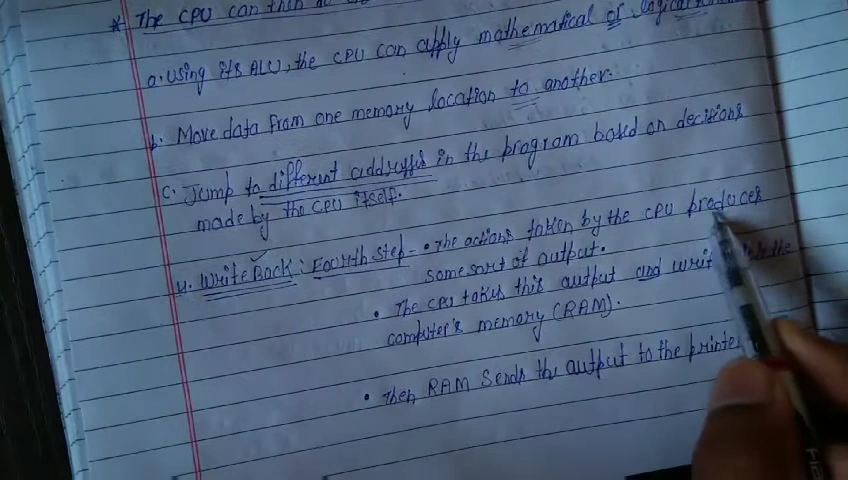 * The CPU can then
a. using its ALU, the CPU can apply mathematical or logical
b. Move data from one memory location to another.
c. Jump to different addresses in the program based on decisions
made by the CPU itself.
4. Write Back: Fourth step - • The actions taken by the CPU produces
some sort of output.
• The CPU takes this output and the
computer's memory (RAM).
• Then RAM Sends the output to the printer